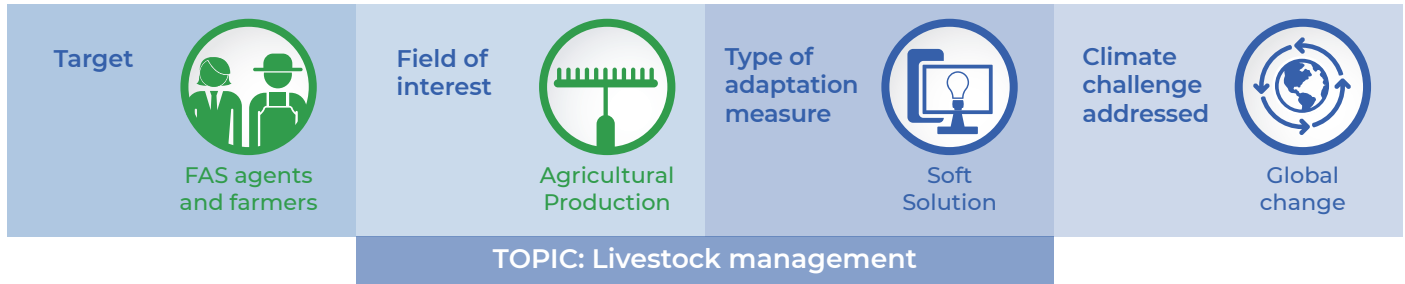 Target
FAS agents
and farmers
Field of
interest
Agricultural
Production
Type of
adaptation
measure
Soft
Solution
Climate
challenge
addressed
Global
change
TOPIC: Livestock management